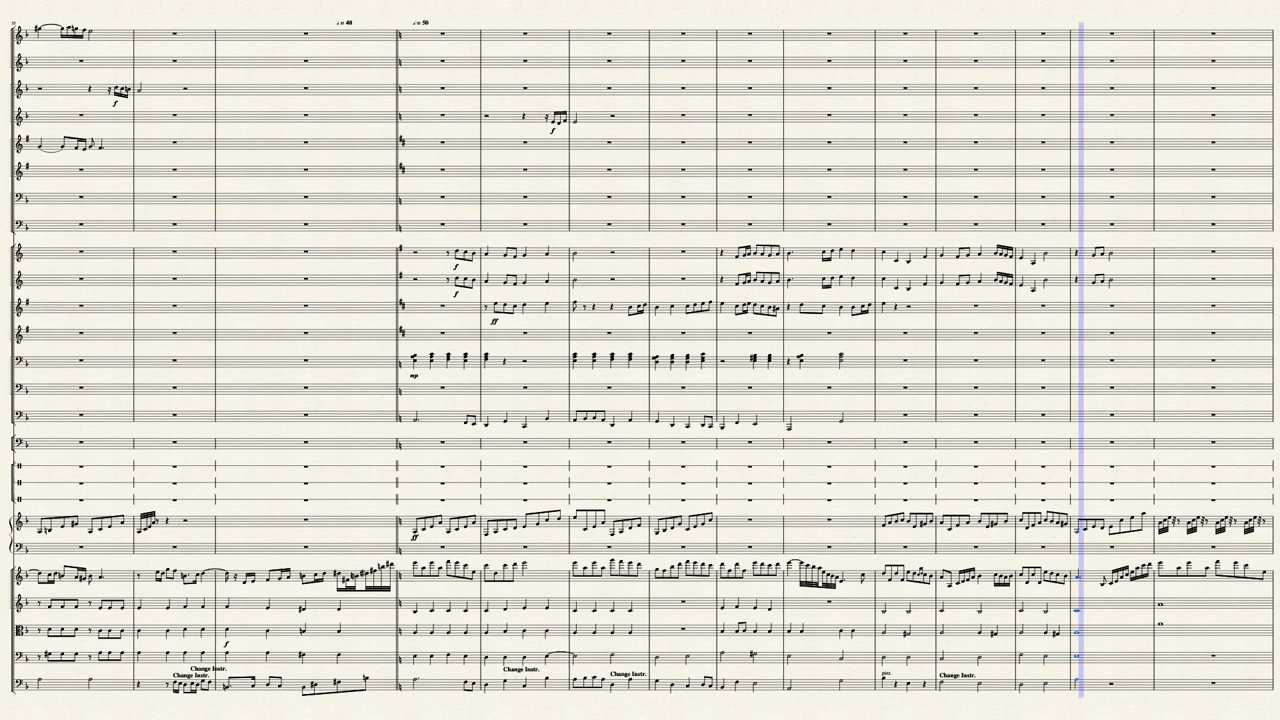 ♩ = 40
♩ = 50
f
f
f
f
ff
mp
ff
f
Change Instr.
Change Instr.
Change Instr.
Change Instr.
pizz.
Change Instr.